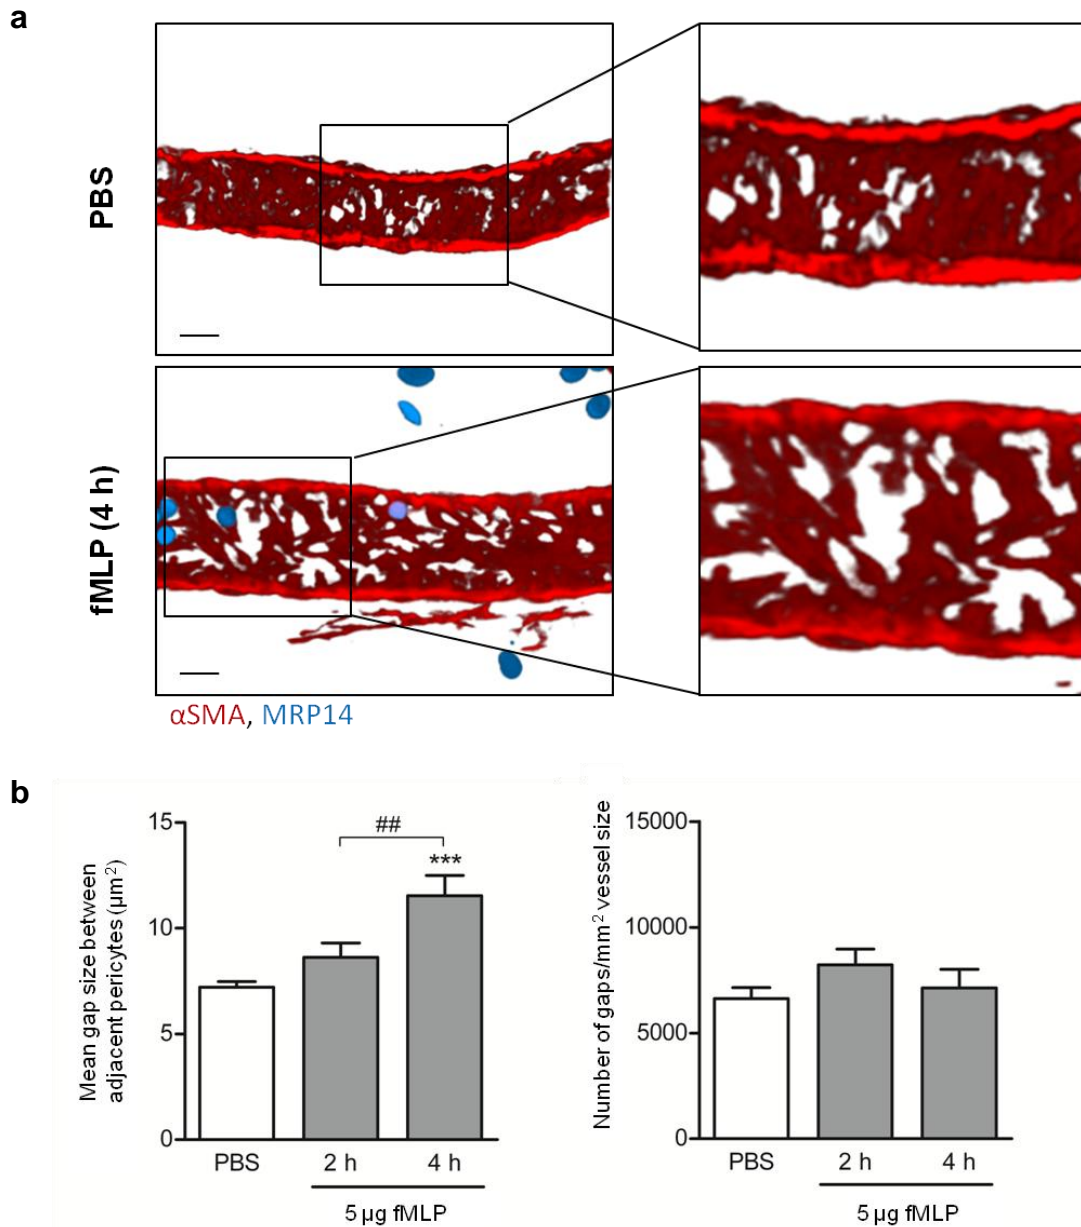 a
PBS
fMLP (4 h)
αSMA, MRP14
b
Mean gap size between
adjacent pericytes (µm²)
15
10
5
0
##
***
PBS
2 h
4 h
5 µg fMLP
Number of gaps/mm² vessel size
15000
10000
5000
0
PBS
2 h
4 h
5 µg fMLP